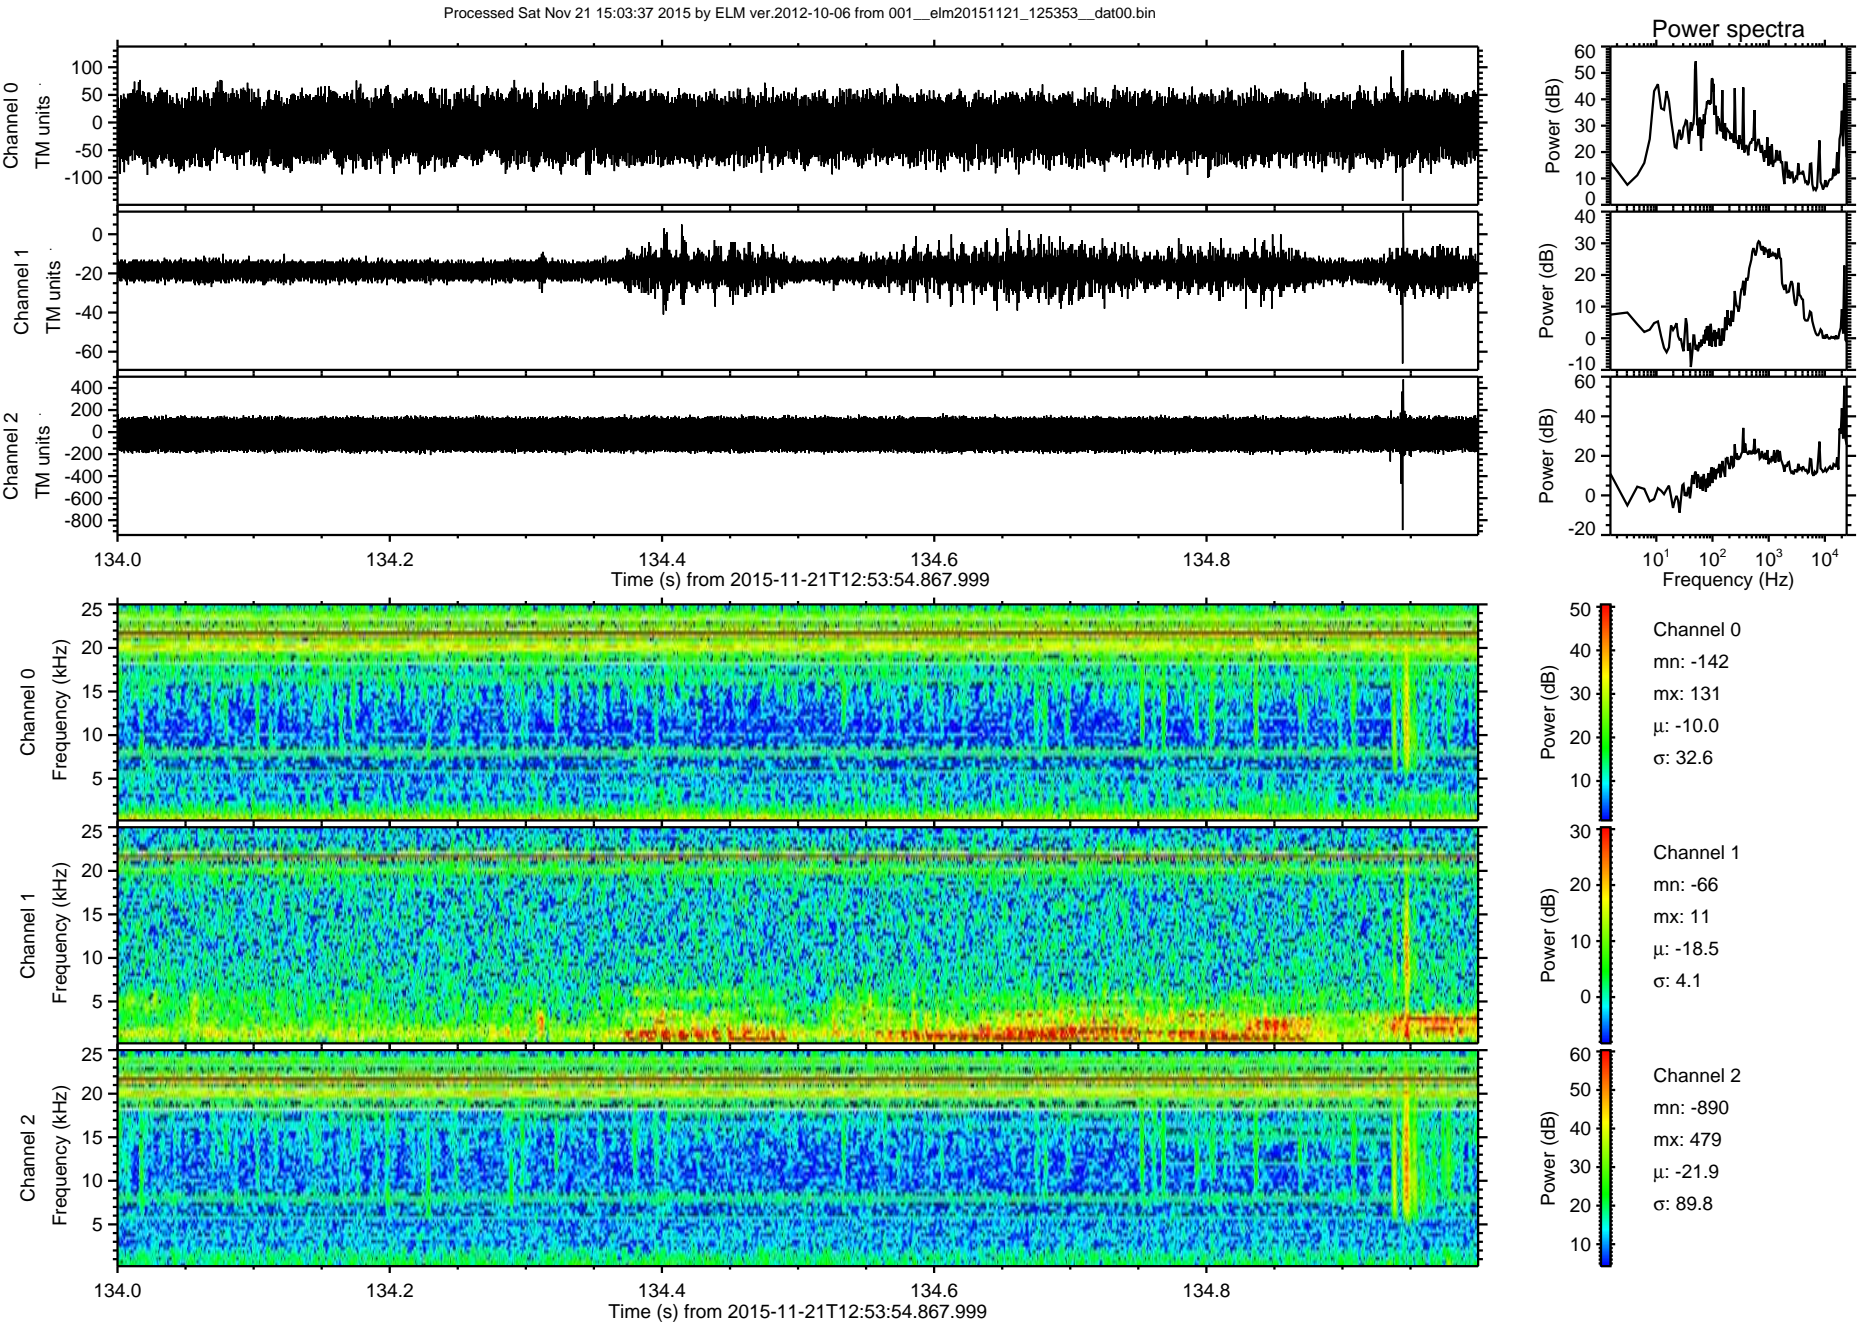 Processed Sat Nov 21 15:03:37 2015 by ELM ver.2012-10-06 from 001__elm20151121_125353__dat00.bin
Power spectra
Channel 0
TM units
100
50
0
-50
-100
Power (dB)
60
50
40
30
20
10
0
Channel 1
TM units
0
-20
-40
-60
Power (dB)
40
30
20
10
0
-10
Channel 2
TM units
400
200
0
-200
-400
-600
-800
Power (dB)
60
40
20
0
-20
134.0 134.2 134.4 134.6 134.8
Time (s) from 2015-11-21T12:53:54.867.999
10¹ 10² 10³ 10⁴
Frequency (Hz)
Channel 0
Frequency (kHz)
25
20
15
10
5
Power (dB)
50
40
30
20
10
Channel 0
mn: -142
mx: 131
μ: -10.0
σ: 32.6
Channel 1
Frequency (kHz)
25
20
15
10
5
Power (dB)
30
20
10
0
Channel 1
mn: -66
mx: 11
μ: -18.5
σ: 4.1
Channel 2
Frequency (kHz)
25
20
15
10
5
Power (dB)
60
50
40
30
20
10
Channel 2
mn: -890
mx: 479
μ: -21.9
σ: 89.8
134.0 134.2 134.4 134.6 134.8
Time (s) from 2015-11-21T12:53:54.867.999